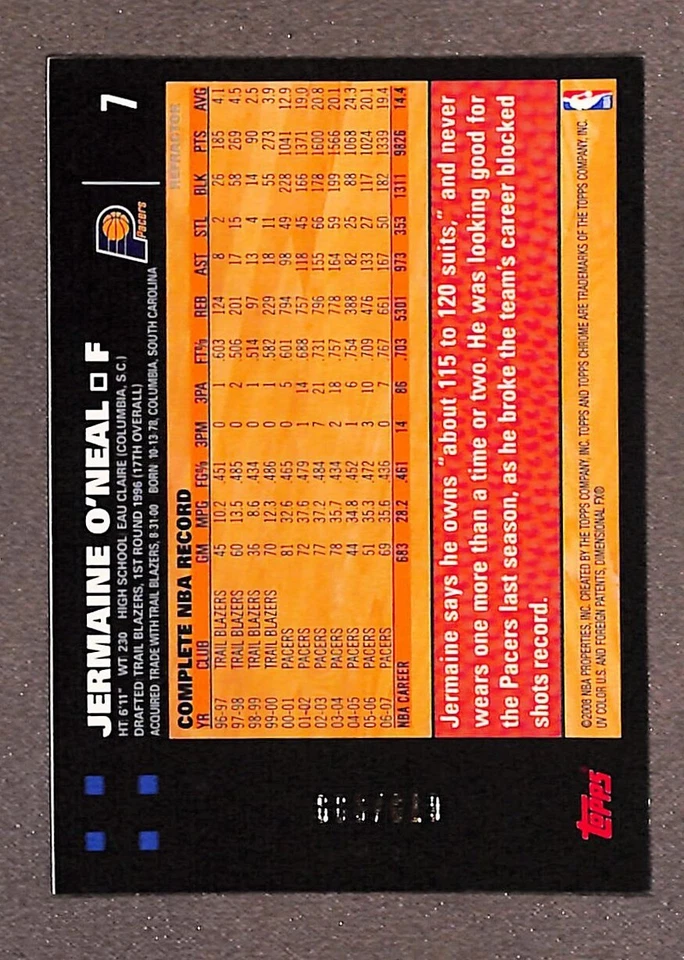 JERMAINE O'NEAL □ F
Pacers
7
HT: 6'11" WT: 230 HIGH SCHOOL: EAU CLAIRE (COLUMBIA, S.C.)
DRAFTED: TRAIL BLAZERS, 1ST ROUND 1996 (17TH OVERALL)
ACQUIRED: TRADE WITH TRAIL BLAZERS, 8-31-00 BORN: 10-13-78, COLUMBIA, SOUTH CAROLINA
COMPLETE NBA RECORD REFRACTOR
YR CLUB GM MPG FG% 3PM 3PA FT% REB AST STL BLK PTS AVG
96-97 TRAIL BLAZERS 45 10.2 .451 0 1 .603 124 8 2 26 185 4.1
97-98 TRAIL BLAZERS 60 13.5 .485 0 2 .506 201 17 15 58 269 4.5
98-99 TRAIL BLAZERS 36 8.6 .434 0 1 .514 97 13 4 14 90 2.5
99-00 TRAIL BLAZERS 70 12.3 .486 0 1 .582 229 18 11 55 273 3.9
00-01 PACERS 81 32.6 .465 0 5 .601 794 98 49 228 1041 12.9
01-02 PACERS 72 37.6 .479 1 14 .688 757 118 45 166 1371 19.0
02-03 PACERS 77 37.2 .484 7 21 .731 796 155 66 178 1600 20.8
03-04 PACERS 78 35.7 .434 2 18 .757 778 164 59 199 1566 20.1
04-05 PACERS 44 34.8 .452 1 6 .754 388 82 25 88 1068 24.3
05-06 PACERS 51 35.3 .472 3 10 .709 476 133 27 117 1024 20.1
06-07 PACERS 69 35.6 .436 0 7 .767 661 167 50 182 1339 19.4
NBA CAREER 683 28.2 .461 14 86 .703 5301 973 353 1311 9826 14.4
Jermaine says he owns "about 115 to 120 suits," and never
wears one more than a time or two. He was looking good for
the Pacers last season, as he broke the team's career blocked
shots record.
Topps
©2008 NBA PROPERTIES, INC. CREATED BY THE TOPPS COMPANY, INC. TOPPS AND TOPPS CHROME ARE TRADEMARKS OF THE TOPPS COMPANY, INC.
UV COLOR U.S. AND FOREIGN PATENTS, DIMENSIONAL FX®